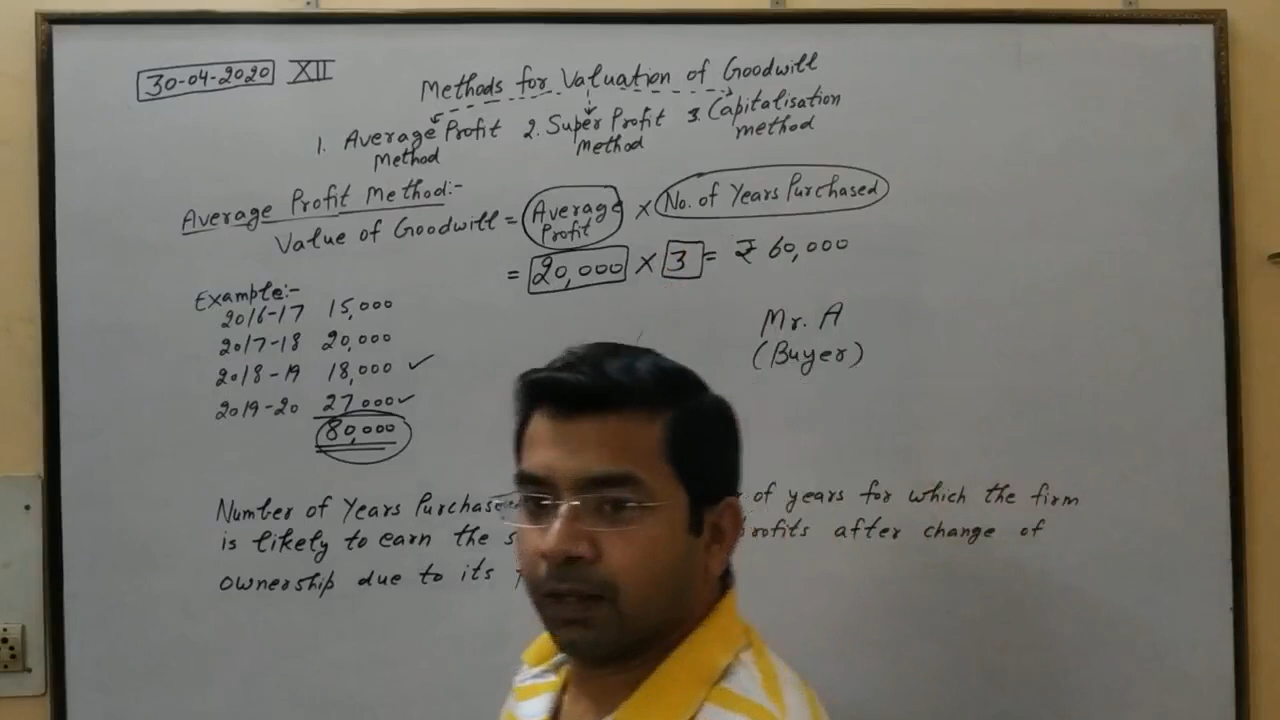 30-04-2020 XII
Methods for Valuation of Goodwill
1. Average Profit Method 2. Super Profit Method 3. Capitalisation method
Average Profit Method:-
Value of Goodwill = Average Profit × No. of Years Purchased
= 20,000 × 3 = ₹ 60,000
Example:-
2016-17 15,000
2017-18 20,000
2018-19 18,000 ✓
2019-20 27,000 ✓
80,000
Mr. A
(Buyer)
Number of Years Purchased of years for which the firm
is likely to earn the after change of
ownership due to its